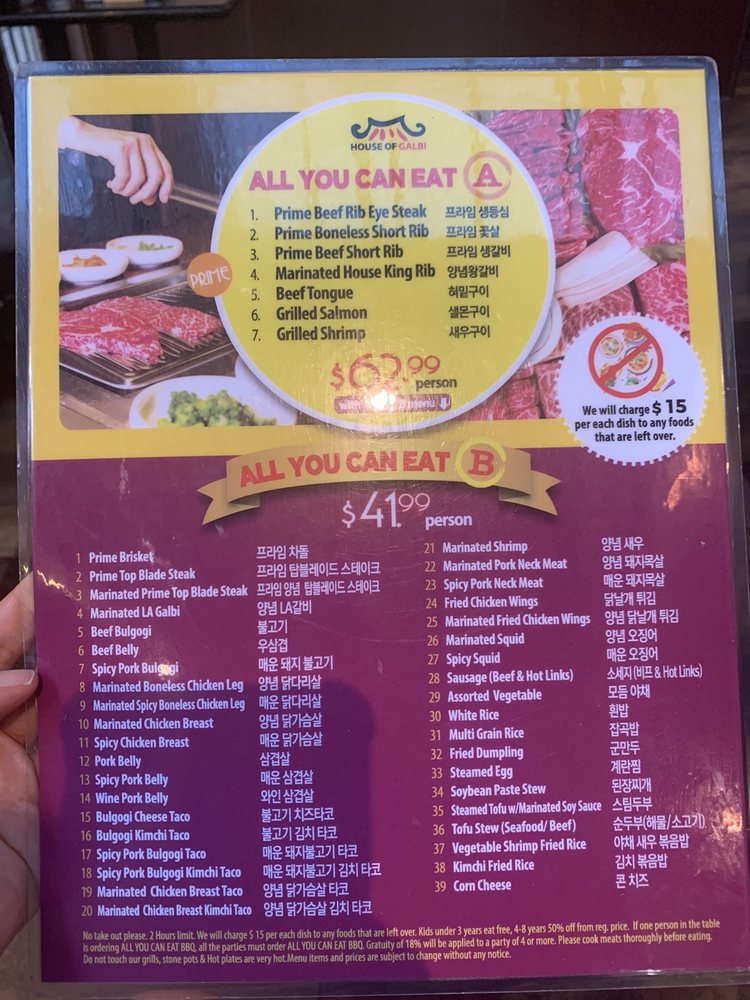 HOUSE OF GALBI
ALL YOU CAN EAT A
1. Prime Beef Rib Eye Steak 프라임 생등심
2. Prime Boneless Short Rib 프라임 꽃살
3. Prime Beef Short Rib 프라임 생갈비
4. Marinated House King Rib 양념왕갈비
5. Beef Tongue 혀밑구이
6. Grilled Salmon 샐몬구이
7. Grilled Shrimp 새우구이
PRIME
$62.99 person
with menu
We will charge $ 15
per each dish to any foods
that are left over.
ALL YOU CAN EAT B
$41.99 person
1 Prime Brisket 프라임 차돌
2 Prime Top Blade Steak 프라임 탑블레이드 스테이크
3 Marinated Prime Top Blade Steak 프라임 양념 탑블레이드 스테이크
4 Marinated LA Galbi 양념 LA갈비
5 Beef Bulgogi 불고기
6 Beef Belly 우삼겹
7 Spicy Pork Bulgogi 매운 돼지 불고기
8 Marinated Boneless Chicken Leg 양념 닭다리살
9 Marinated Spicy Boneless Chicken Leg 매운 닭다리살
10 Marinated Chicken Breast 양념 닭가슴살
11 Spicy Chicken Breast 매운 닭가슴살
12 Pork Belly 삼겹살
13 Spicy Pork Belly 매운 삼겹살
14 Wine Pork Belly 와인 삼겹살
15 Bulgogi Cheese Taco 불고기 치즈타코
16 Bulgogi Kimchi Taco 불고기 김치 타코
17 Spicy Pork Bulgogi Taco 매운 돼지불고기 타코
18 Spicy Pork Bulgogi Kimchi Taco 매운 돼지불고기 김치 타코
19 Marinated Chicken Breast Taco 양념 닭가슴살 타코
20 Marinated Chicken Breast Kimchi Taco 양념 닭가슴살 김치 타코
21 Marinated Shrimp 양념 새우
22 Marinated Pork Neck Meat 양념 돼지목살
23 Spicy Pork Neck Meat 매운 돼지목살
24 Fried Chicken Wings 닭날개 튀김
25 Marinated Fried Chicken Wings 양념 닭날개 튀김
26 Marinated Squid 양념 오징어
27 Spicy Squid 매운 오징어
28 Sausage (Beef & Hot Links) 소세지(비프 & Hot Links)
29 Assorted Vegetable 모듬 야채
30 White Rice 흰밥
31 Multi Grain Rice 잡곡밥
32 Fried Dumpling 군만두
33 Steamed Egg 계란찜
34 Soybean Paste Stew 된장찌개
35 Steamed Tofu w/Marinated Soy Sauce 스팀두부
36 Tofu Stew (Seafood/ Beef) 순두부(해물/소고기)
37 Vegetable Shrimp Fried Rice 야채 새우 볶음밥
38 Kimchi Fried Rice 김치 볶음밥
39 Corn Cheese 콘 치즈
No take out please. 2 Hours limit. We will charge $ 15 per each dish to any foods that are left over. Kids under 3 years eat free, 4-8 years 50% off from reg. price. If one person in the table
is ordering ALL YOU CAN EAT BBQ, all the parties must order ALL YOU CAN EAT BBQ. Gratuity of 18% will be applied to a party of 4 or more. Please cook meats thoroughly before eating.
Do not touch our grills, stone pots & Hot plates are very hot.Menu items and prices are subject to change without any notice.